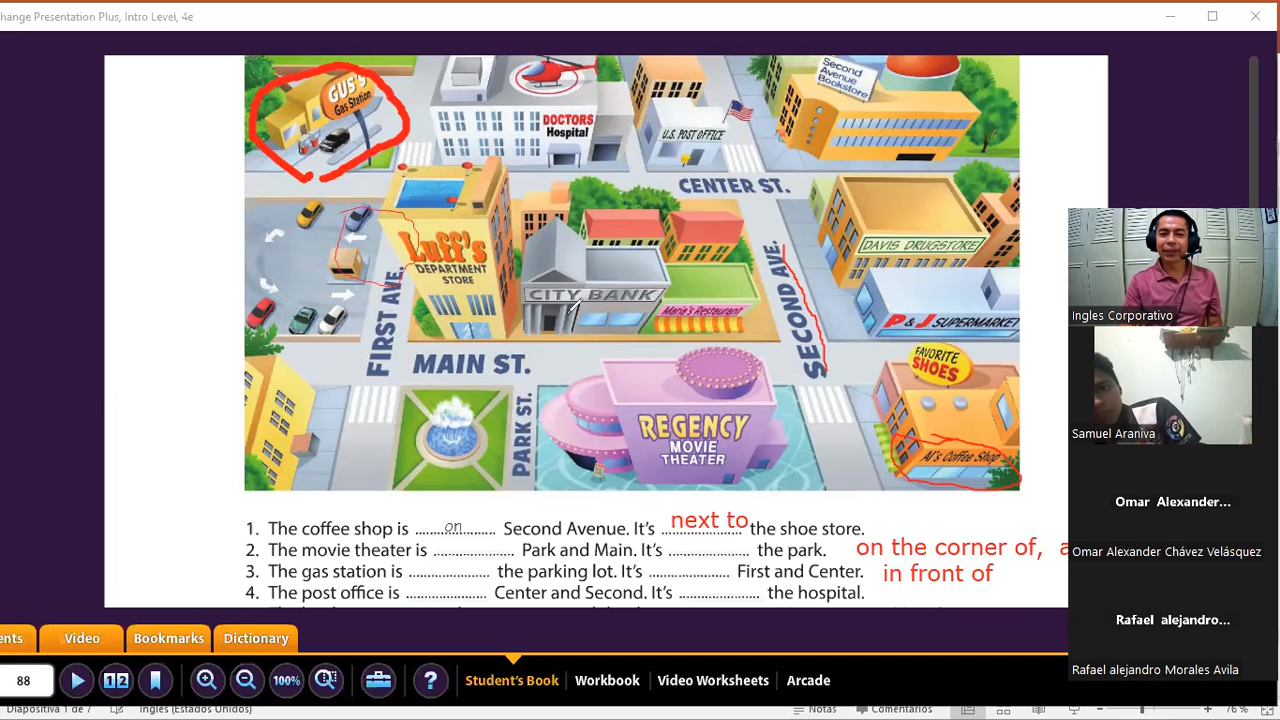 hange Presentation Plus, Intro Level, 4e
GUS's
Gas Station
DOCTORS
Hospital
U.S. POST OFFICE
Second
Avenue
Bookstore
CENTER ST.
Luff's
DEPARTMENT
STORE
CITY BANK
Maria's Restaurant
DAVIS DRUGSTORE
P & J SUPERMARKET
FIRST AVE.
SECOND AVE.
MAIN ST.
PARK ST.
REGENCY
MOVIE
THEATER
FAVORITE
SHOES
Al's Coffee Shop
1. The coffee shop is ......on...... Second Avenue. It's next to the shoe store.
2. The movie theater is .................... Park and Main. It's .................... the park. on the corner of, a
3. The gas station is .................... the parking lot. It's .................... First and Center. in front of
4. The post office is .................... Center and Second. It's .................... the hospital.
Ingles Corporativo
Samuel Araniva
Omar Alexander...
Omar Alexander Chávez Velásquez
Rafael alejandro...
Rafael alejandro Morales Avila
ents Video Bookmarks Dictionary
88 1 2 100% ? Student's Book Workbook Video Worksheets Arcade
Diapositiva 1 de 7 Inglés (Estados Unidos) Notas Comentarios 76 %